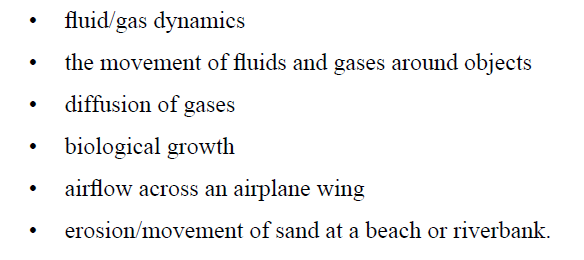 • fluid/gas dynamics
• the movement of fluids and gases around objects
• diffusion of gases
• biological growth
• airflow across an airplane wing
• erosion/movement of sand at a beach or riverbank.